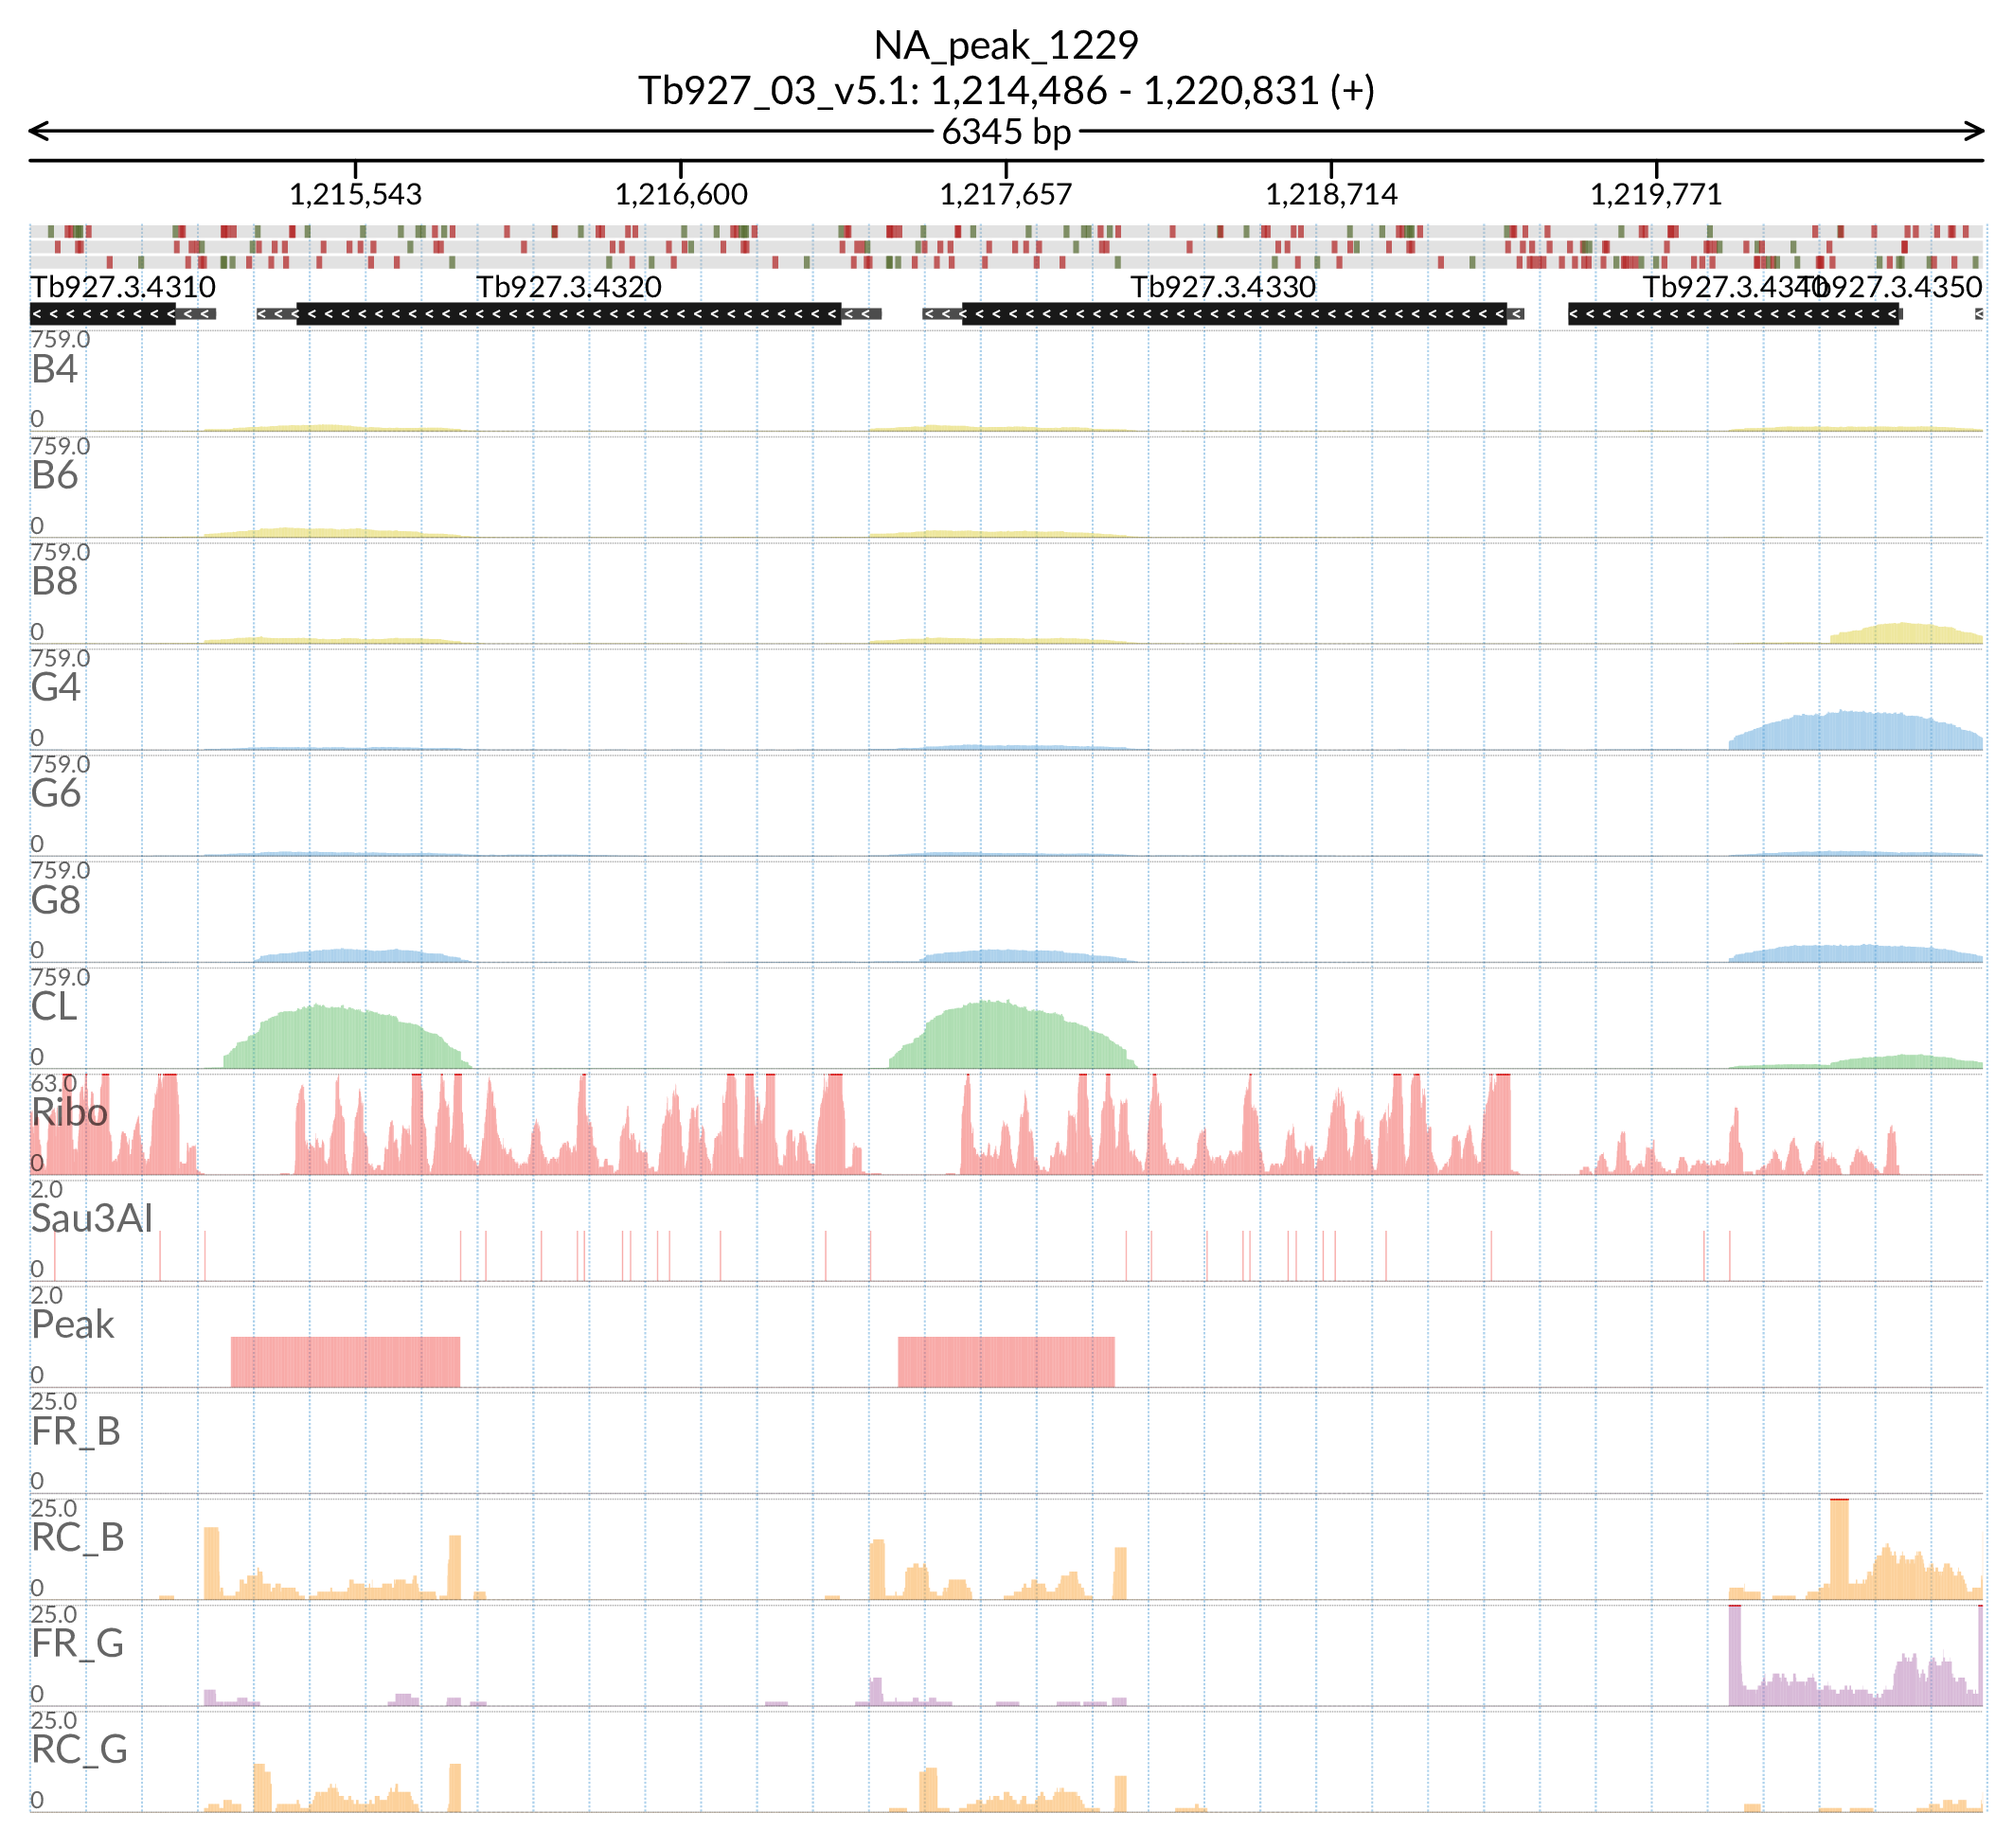 NA_peak_1229
Tb927_03_v5.1: 1,214,486 - 1,220,831 (+)
6345 bp
1,215,543 1,216,600 1,217,657 1,218,714 1,219,771
Tb927.3.4310 Tb927.3.4320 Tb927.3.4330 Tb927.3.4340 Tb927.3.4350
759.0
B4
0
759.0
B6
0
759.0
B8
0
759.0
G4
0
759.0
G6
0
759.0
G8
0
759.0
CL
0
63.0
Ribo
0
2.0
Sau3AI
0
2.0
Peak
0
25.0
FR_B
0
25.0
RC_B
0
25.0
FR_G
0
25.0
RC_G
0